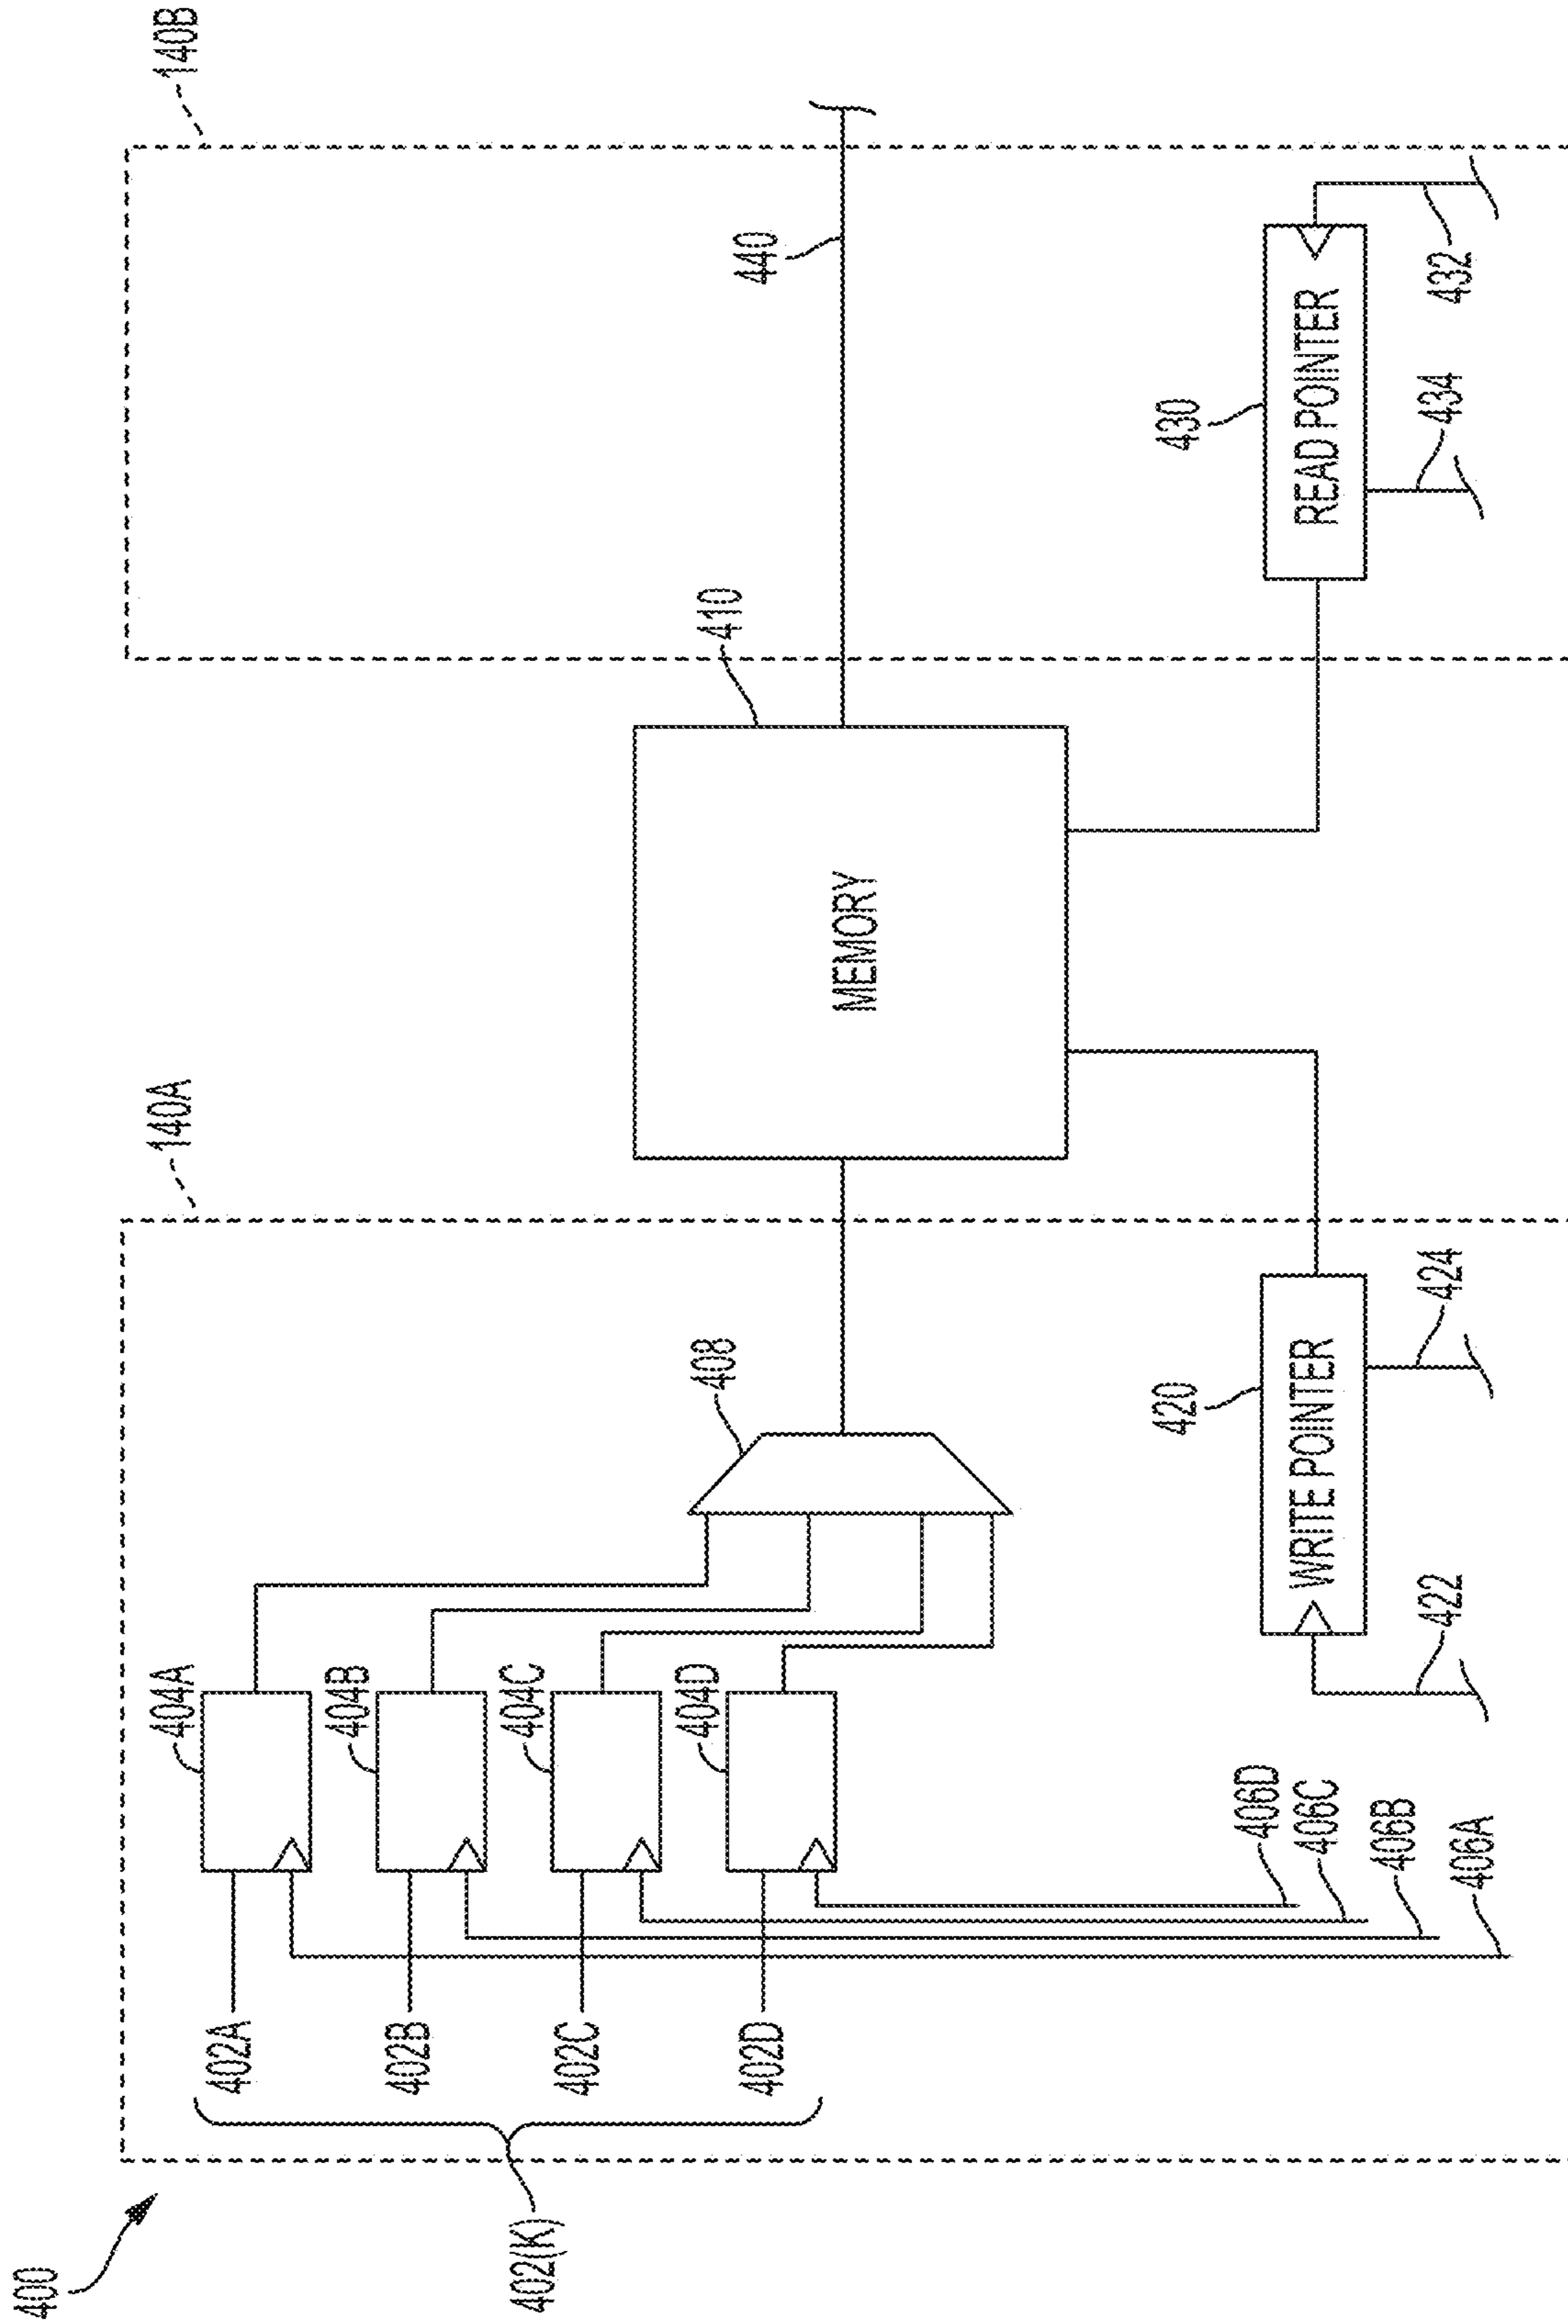 400
140A
140B
402(K)
402A
404A
402B
404B
402C
404C
402D
404D
408
410
MEMORY
440
406D
406C
406B
406A
420
WRITE POINTER
422
424
430
READ POINTER
434
432